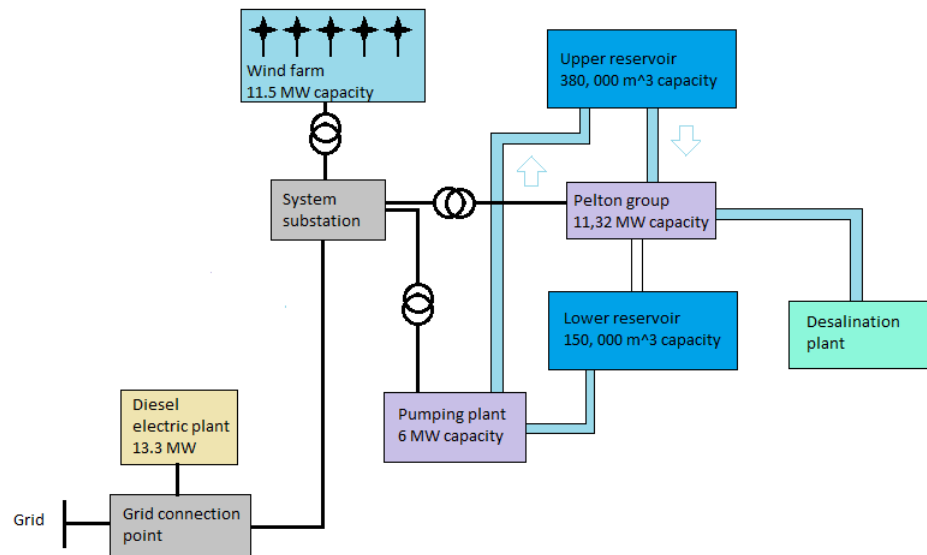 Wind farm
11.5 MW capacity
Upper reservoir
380, 000 m^3 capacity
System
substation
Pelton group
11,32 MW capacity
Lower reservoir
150, 000 m^3 capacity
Desalination
plant
Diesel
electric plant
13.3 MW
Pumping plant
6 MW capacity
Grid
Grid connection
point